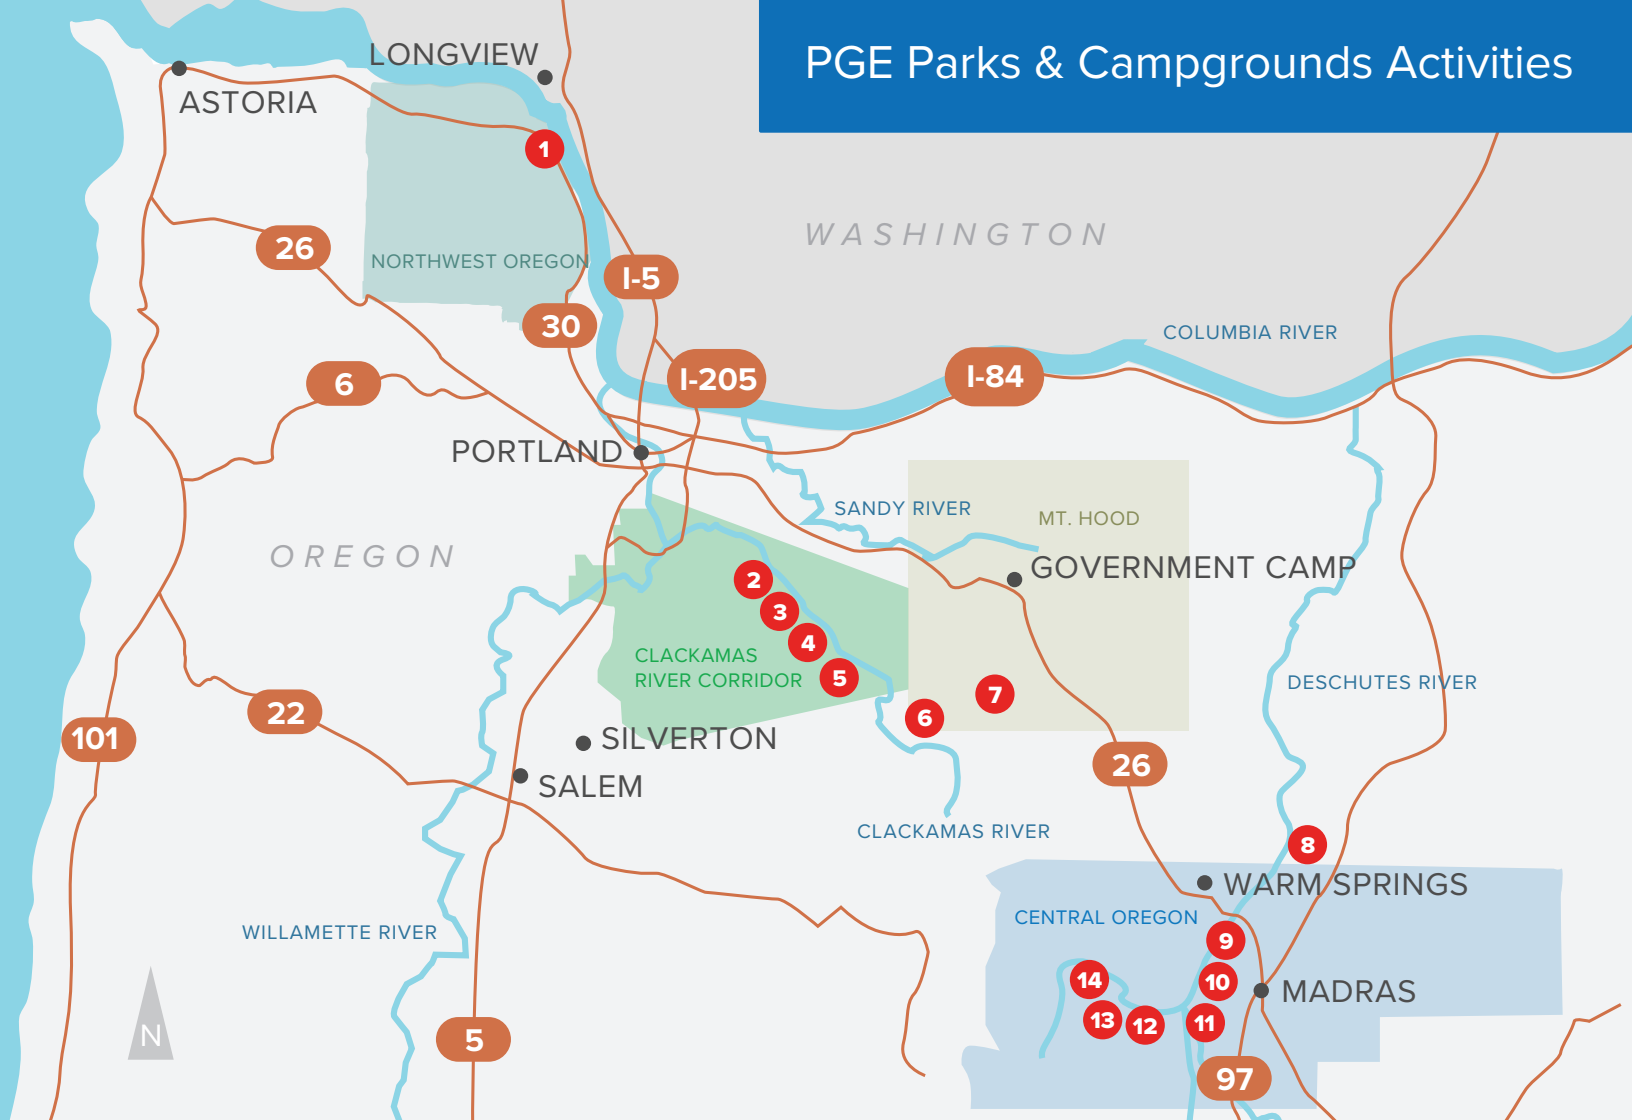 PGE Parks & Campgrounds Activities
LONGVIEW
ASTORIA
1
WASHINGTON
26
NORTHWEST OREGON
I-5
30
COLUMBIA RIVER
6
I-205
I-84
PORTLAND
SANDY RIVER
MT. HOOD
OREGON
GOVERNMENT CAMP
2
3
4
CLACKAMAS
RIVER CORRIDOR
5
DESCHUTES RIVER
7
22
6
101
SILVERTON
26
SALEM
CLACKAMAS RIVER
8
WARM SPRINGS
CENTRAL OREGON
WILLAMETTE RIVER
9
14
10
MADRAS
13
12
11
N
5
97